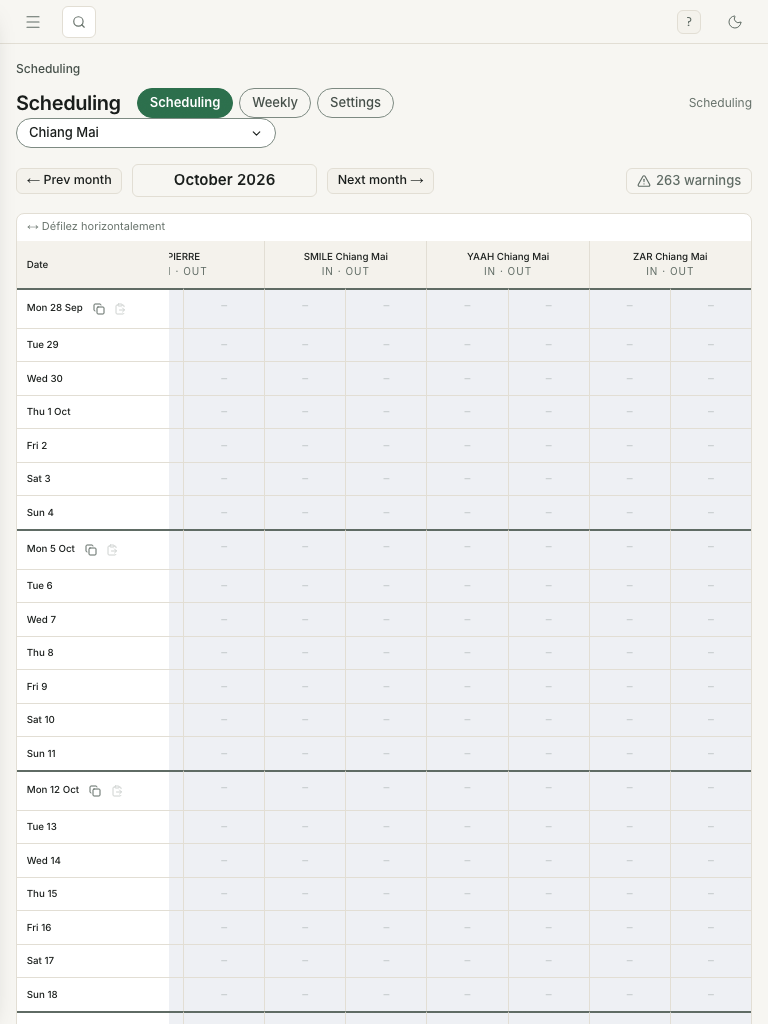 ?
Scheduling
Scheduling Scheduling Weekly Settings Scheduling
Chiang Mai
← Prev month October 2026 Next month → 263 warnings
↔ Défilez horizontalement
Date PIERRE SMILE Chiang Mai YAAH Chiang Mai ZAR Chiang Mai
· OUT IN · OUT IN · OUT IN · OUT
Mon 28 Sep – – – – – – –
Tue 29 – – – – – – –
Wed 30 – – – – – – –
Thu 1 Oct – – – – – – –
Fri 2 – – – – – – –
Sat 3 – – – – – – –
Sun 4 – – – – – – –
Mon 5 Oct – – – – – – –
Tue 6 – – – – – – –
Wed 7 – – – – – – –
Thu 8 – – – – – – –
Fri 9 – – – – – – –
Sat 10 – – – – – – –
Sun 11 – – – – – – –
Mon 12 Oct – – – – – – –
Tue 13 – – – – – – –
Wed 14 – – – – – – –
Thu 15 – – – – – – –
Fri 16 – – – – – – –
Sat 17 – – – – – – –
Sun 18 – – – – – – –